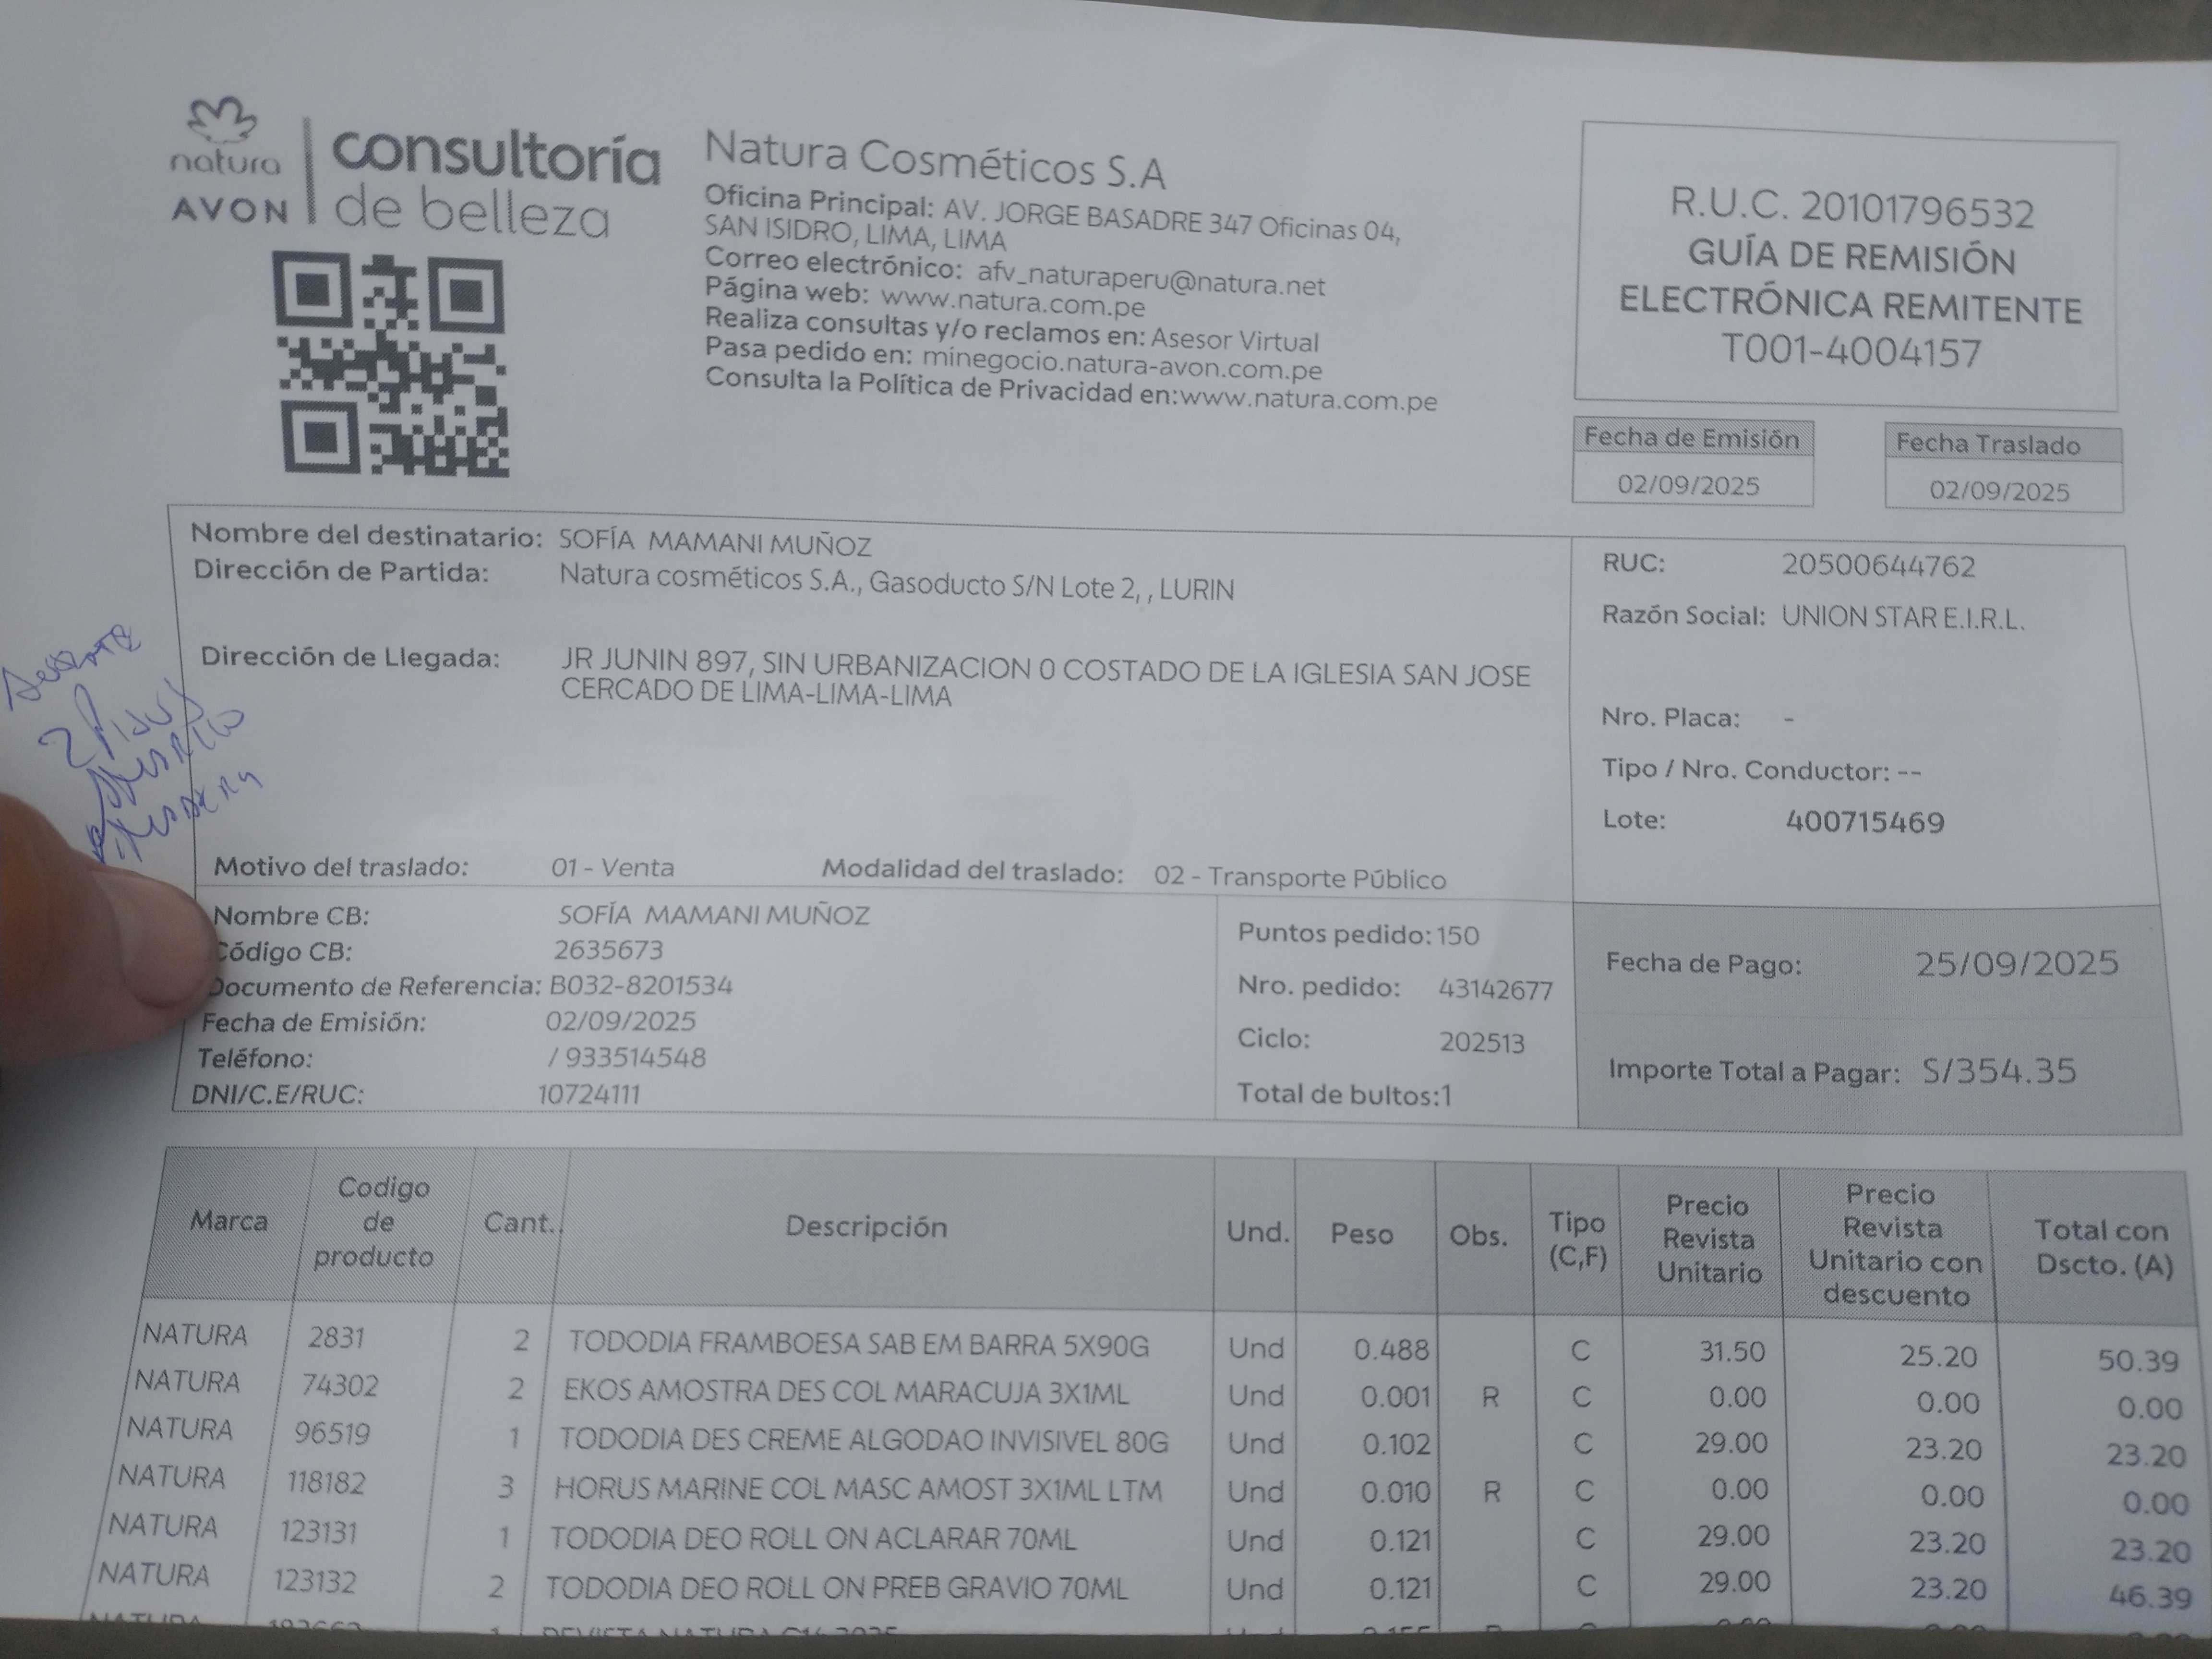 natura
AVON
consultoría
de belleza
Natura Cosméticos S.A
Oficina Principal: AV. JORGE BASADRE 347 Oficinas 04,
SAN ISIDRO, LIMA, LIMA
Correo electrónico: afv_naturaperu@natura.net
Página web: www.natura.com.pe
Realiza consultas y/o reclamos en: Asesor Virtual
Pasa pedido en: minegocio.natura-avon.com.pe
Consulta la Política de Privacidad en:www.natura.com.pe
R.U.C. 20101796532
GUÍA DE REMISIÓN
ELECTRÓNICA REMITENTE
T001-4004157
Fecha de Emisión
02/09/2025
Fecha Traslado
02/09/2025
Nombre del destinatario: SOFÍA MAMANI MUÑOZ
Dirección de Partida: Natura cosméticos S.A., Gasoducto S/N Lote 2, , LURIN
Dirección de Llegada: JR JUNIN 897, SIN URBANIZACION 0 COSTADO DE LA IGLESIA SAN JOSE
CERCADO DE LIMA-LIMA-LIMA
Motivo del traslado: 01 - Venta Modalidad del traslado: 02 - Transporte Público
RUC: 20500644762
Razón Social: UNION STAR E.I.R.L.
Nro. Placa: -
Tipo / Nro. Conductor: --
Lote: 400715469
Nombre CB: SOFÍA MAMANI MUÑOZ
Código CB: 2635673
Documento de Referencia: B032-8201534
Fecha de Emisión: 02/09/2025
Teléfono: / 933514548
DNI/C.E/RUC: 10724111
Puntos pedido: 150
Nro. pedido: 43142677
Ciclo: 202513
Total de bultos:1
Fecha de Pago: 25/09/2025
Importe Total a Pagar: S/354.35
Marca Codigo de producto Cant. Descripción Und. Peso Obs. Tipo (C,F) Precio Revista Unitario Precio Revista Unitario con descuento Total con Dscto. (A)
NATURA 2831 2 TODODIA FRAMBOESA SAB EM BARRA 5X90G Und 0.488 C 31.50 25.20 50.39
NATURA 74302 2 EKOS AMOSTRA DES COL MARACUJA 3X1ML Und 0.001 R C 0.00 0.00 0.00
NATURA 96519 1 TODODIA DES CREME ALGODAO INVISIVEL 80G Und 0.102 C 29.00 23.20 23.20
NATURA 118182 3 HORUS MARINE COL MASC AMOST 3X1ML LTM Und 0.010 R C 0.00 0.00 0.00
NATURA 123131 1 TODODIA DEO ROLL ON ACLARAR 70ML Und 0.121 C 29.00 23.20 23.20
NATURA 123132 2 TODODIA DEO ROLL ON PREB GRAVIO 70ML Und 0.121 C 29.00 23.20 46.39
NATURA 1 REVISTA NATURA C14 2025